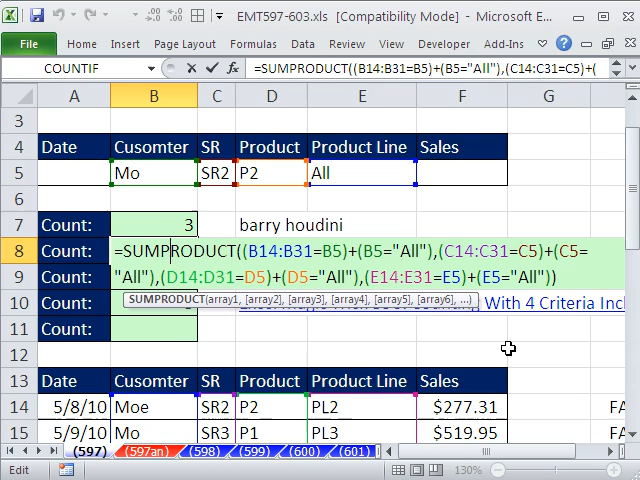 EMT597-603.xls [Compatibility Mode] - Microsoft E...
File Home Insert Page Layout Formulas Data Review View Developer Add-Ins
COUNTIF fx =SUMPRODUCT((B14:B31=B5)+(B5="All"),(C14:C31=C5)+(
A B C D E F G
3
4 Date Cusomter SR Product Product Line Sales
5 Mo SR2 P2 All
7 Count: 3 barry houdini
8 Count: =SUMPRODUCT((B14:B31=B5)+(B5="All"),(C14:C31=C5)+(C5=
9 Count: "All"),(D14:D31=D5)+(D5="All"),(E14:E31=E5)+(E5="All"))
SUMPRODUCT(array1, [array2], [array3], [array4], [array5], [array6], ...)
10 Count: With 4 Criteria Incl
11 Count:
12
13 Date Cusomter SR Product Product Line Sales
14 5/8/10 Moe SR2 P2 PL2 $277.31 FA
15 5/9/10 Mo SR3 P1 PL3 $519.95 FA
(597) (597an) (598) (599) (600) (601)
Edit 130%